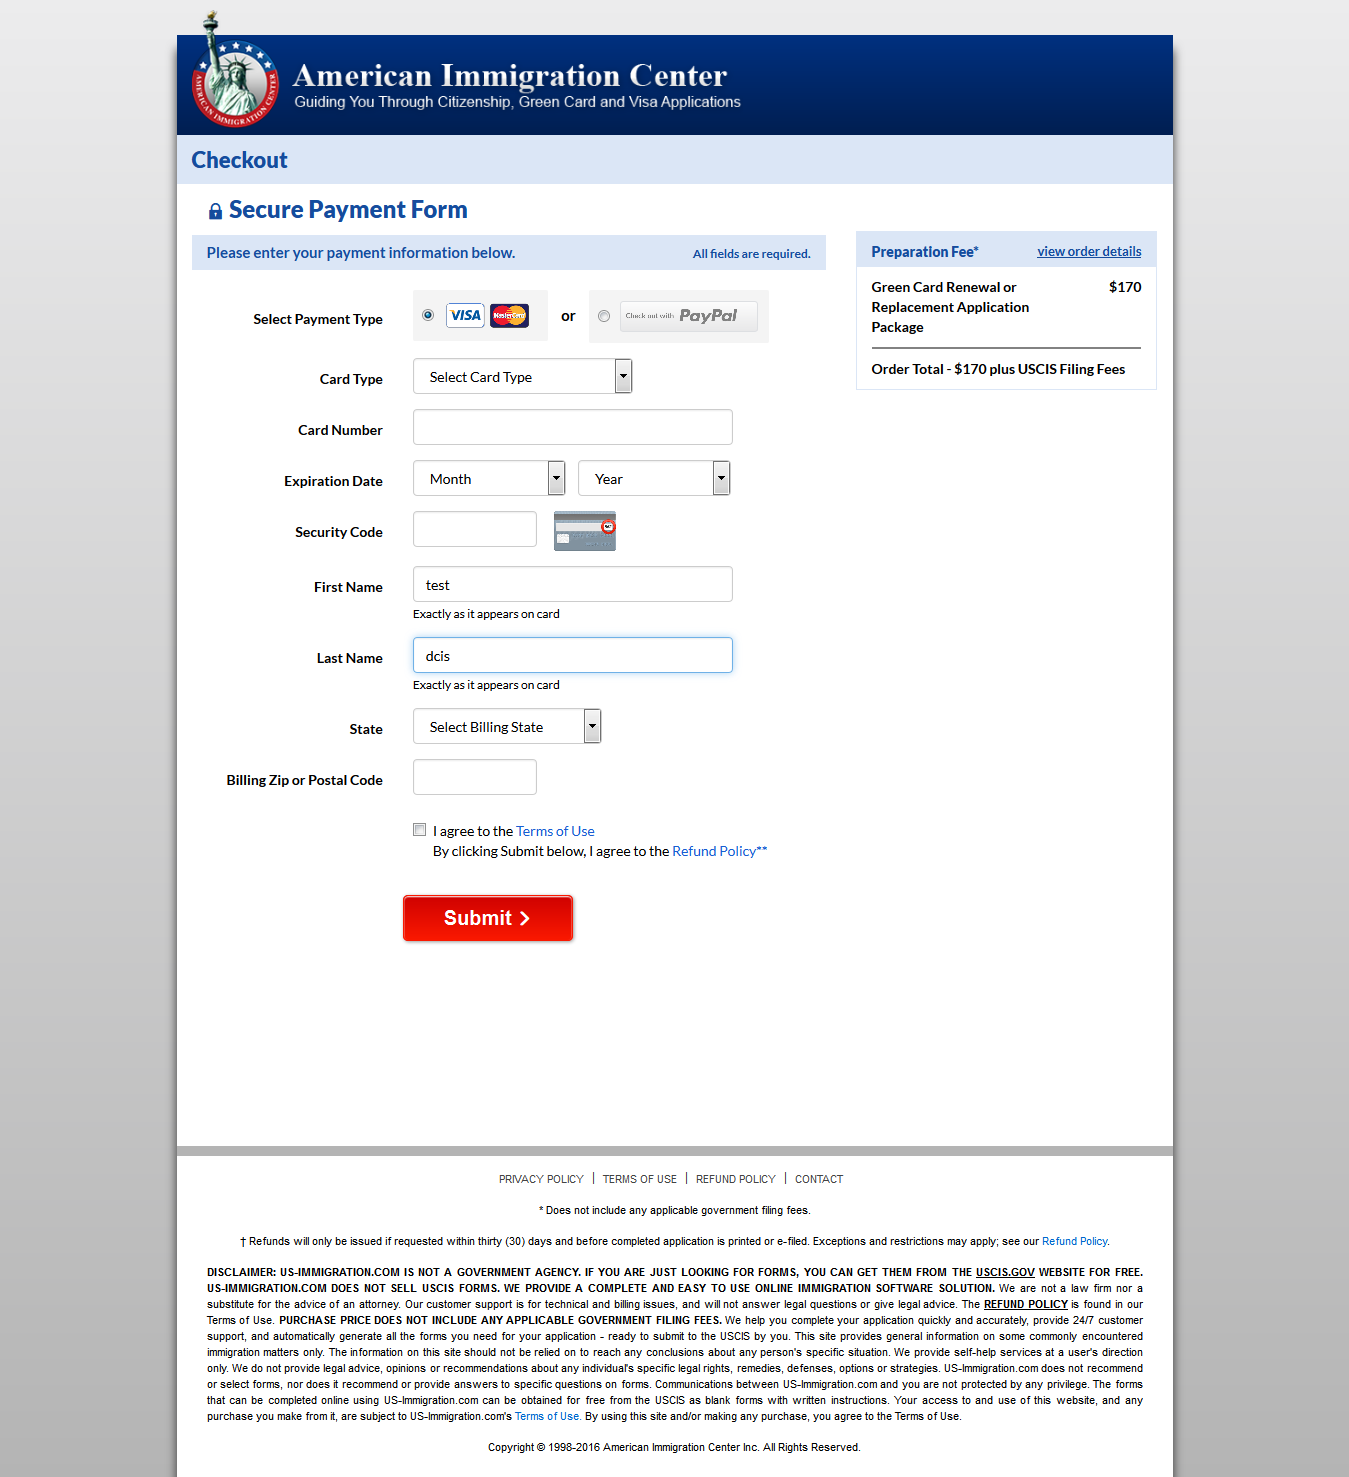 AMERICAN IMMIGRATION CENTER
American Immigration Center
Guiding You Through Citizenship, Green Card and Visa Applications
Checkout
Secure Payment Form
Please enter your payment information below. All fields are required.
Select Payment Type VISA MasterCard or Check out with PayPal
Card Type Select Card Type
Card Number
Expiration Date Month Year
Security Code
First Name test
Exactly as it appears on card
Last Name dcis
Exactly as it appears on card
State Select Billing State
Billing Zip or Postal Code
I agree to the Terms of Use
By clicking Submit below, I agree to the Refund Policy**
Submit
Preparation Fee* view order details
Green Card Renewal or $170
Replacement Application
Package
Order Total - $170 plus USCIS Filing Fees
PRIVACY POLICY | TERMS OF USE | REFUND POLICY | CONTACT
* Does not include any applicable government filing fees.
† Refunds will only be issued if requested within thirty (30) days and before completed application is printed or e-filed. Exceptions and restrictions may apply; see our Refund Policy.
DISCLAIMER: US-IMMIGRATION.COM IS NOT A GOVERNMENT AGENCY. IF YOU ARE JUST LOOKING FOR FORMS, YOU CAN GET THEM FROM THE USCIS.GOV WEBSITE FOR FREE.
US-IMMIGRATION.COM DOES NOT SELL USCIS FORMS. WE PROVIDE A COMPLETE AND EASY TO USE ONLINE IMMIGRATION SOFTWARE SOLUTION. We are not a law firm nor a
substitute for the advice of an attorney. Our customer support is for technical and billing issues, and will not answer legal questions or give legal advice. The REFUND POLICY is found in our
Terms of Use. PURCHASE PRICE DOES NOT INCLUDE ANY APPLICABLE GOVERNMENT FILING FEES. We help you complete your application quickly and accurately, provide 24/7 customer
support, and automatically generate all the forms you need for your application - ready to submit to the USCIS by you. This site provides general information on some commonly encountered
immigration matters only. The information on this site should not be relied on to reach any conclusions about any person's specific situation. We provide self-help services at a user's direction
only. We do not provide legal advice, opinions or recommendations about any individual's specific legal rights, remedies, defenses, options or strategies. US-Immigration.com does not recommend
or select forms, nor does it recommend or provide answers to specific questions on forms. Communications between US-Immigration.com and you are not protected by any privilege. The forms
that can be completed online using US-Immigration.com can be obtained for free from the USCIS as blank forms with written instructions. Your access to and use of this website, and any
purchase you make from it, are subject to US-Immigration.com's Terms of Use. By using this site and/or making any purchase, you agree to the Terms of Use.
Copyright © 1998-2016 American Immigration Center Inc. All Rights Reserved.